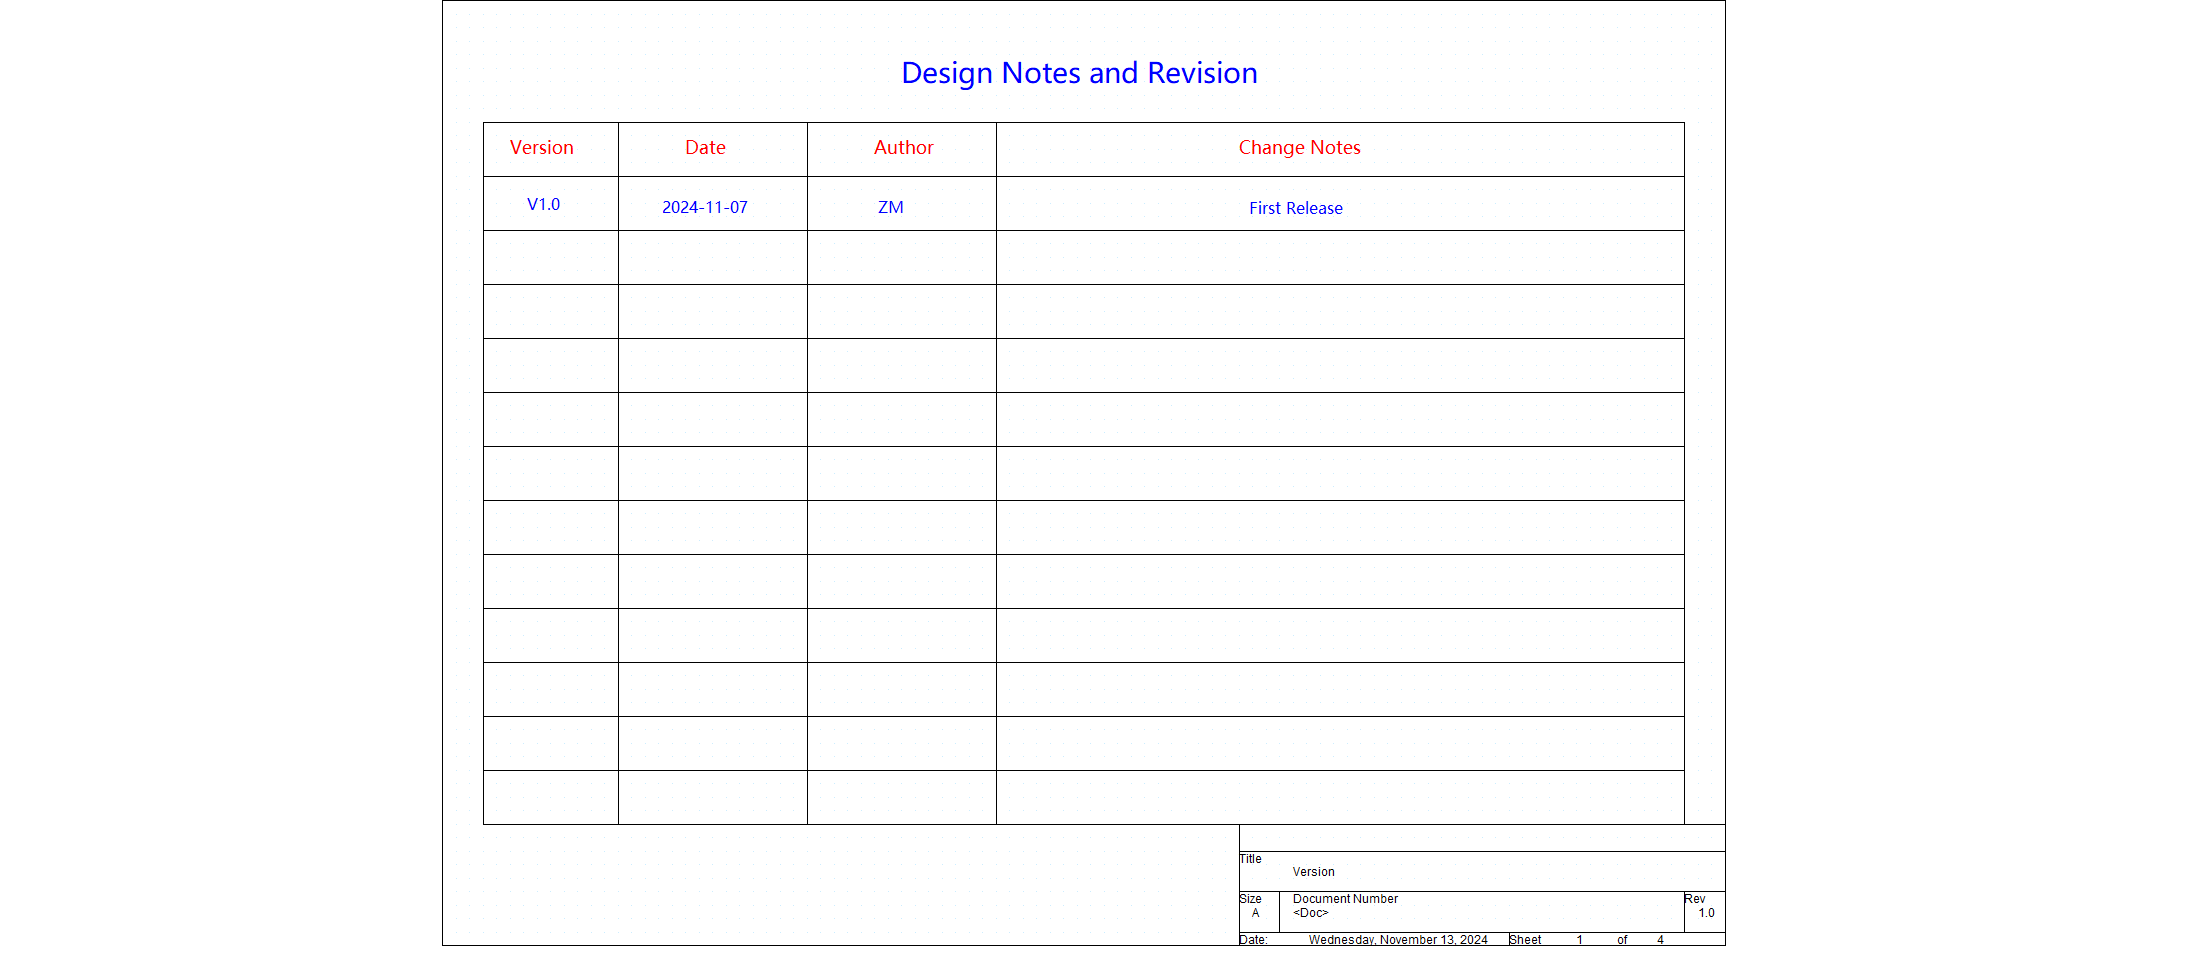 Design Notes and Revision
Version Date Author Change Notes
V1.0 2024-11-07 ZM First Release
Title
Version
Size Document Number Rev
A <Doc> 1.0
Date: Wednesday, November 13, 2024 Sheet 1 of 4